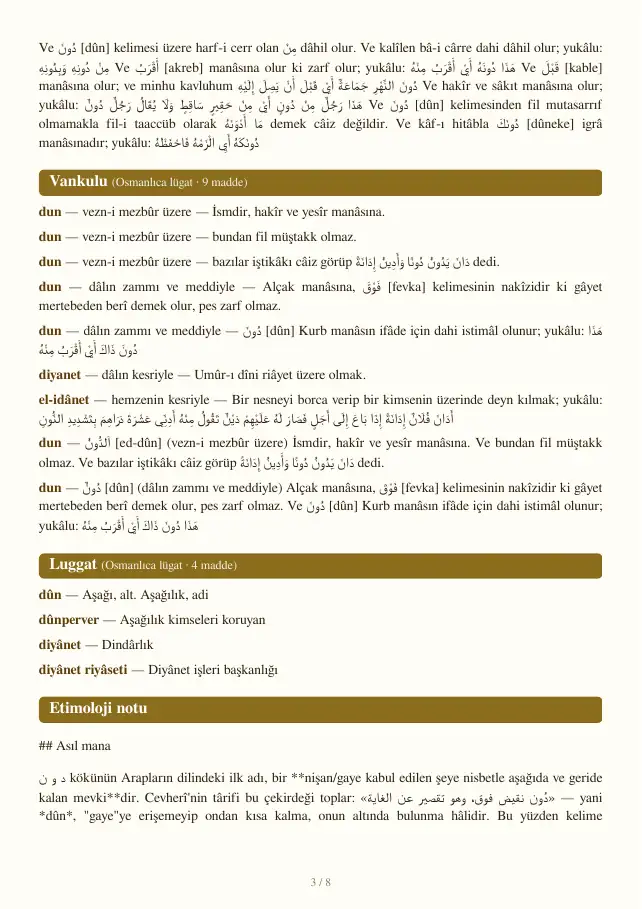 Ve دُونَ [dûn] kelimesi üzere harf-i cerr olan مِنْ dâhil olur. Ve kalîlen bâ-i cârre dahi dâhil olur; yukâlu:
مِنْ دُونِهِ وَبِدُونِهِ Ve أَقْرَبُ [akreb] manâsına olur ki zarf olur; yukâlu: هَذَا دُونَهُ أَيْ أَقْرَبُ مِنْهُ Ve قَبْلَ [kable]
manâsına olur; ve minhu kavluhum دُونَ النَّهْرِ جَمَاعَةٌ أَيْ قَبْلَ أَنْ يَصِلَ إِلَيْهِ Ve hakîr ve sâkıt manâsına olur;
yukâlu: هَذَا رَجُلٌ مِنْ دُونٍ أَيْ مِنْ حَقِيرٍ سَاقِطٍ وَلَا يُقَالُ رَجُلٌ دُونٌ Ve دُونَ [dûn] kelimesinden fil mutasarrıf
olmamakla fil-i taaccüb olarak مَا أَدْوَنَهُ demek câiz değildir. Ve kâf-ı hitâbla دُونَكَ [dûneke] igrâ
manâsınadır; yukâlu: دُونَكَهُ أَيِ الْزَمْهُ فَاحْفَظْهُ
Vankulu (Osmanlıca lügat · 9 madde)
dun — vezn-i mezbûr üzere — İsmdir, hakîr ve yesîr manâsına.
dun — vezn-i mezbûr üzere — bundan fil müştakk olmaz.
dun — vezn-i mezbûr üzere — bazılar iştikâkı câiz görüp دَانَ يَدُونُ دُونًا وَأُدِينُ إِدَانَةً dedi.
dun — dâlın zammı ve meddiyle — Alçak manâsına, فَوْقَ [fevka] kelimesinin nakîzidir ki gâyet
mertebeden berî demek olur, pes zarf olmaz.
dun — dâlın zammı ve meddiyle — دُونَ [dûn] Kurb manâsın ifâde için dahi istimâl olunur; yukâlu: هَذَا
دُونَ ذَاكَ أَيْ أَقْرَبُ مِنْهُ
diyanet — dâlın kesriyle — Umûr-ı dîni riâyet üzere olmak.
el-idânet — hemzenin kesriyle — Bir nesneyi borca verip bir kimsenin üzerinde deyn kılmak; yukâlu:
أَدَانَ فُلَانٌ إِدَانَةً إِذَا بَاعَ إِلَى أَجَلٍ فَصَارَ لَهُ عَلَيْهِمْ دَيْنٌ تَقُولُ مِنْهُ أَدِنِّي عَشَرَةَ دَرَاهِمَ بِتَشْدِيدِ النُّونِ
dun — اَلدُّونُ [ed-dûn] (vezn-i mezbûr üzere) İsmdir, hakîr ve yesîr manâsına. Ve bundan fil müştakk
olmaz. Ve bazılar iştikâkı câiz görüp دَانَ يَدُونُ دُونًا وَأُدِينُ إِدَانَةً dedi.
dun — دُونٌ [dûn] (dâlın zammı ve meddiyle) Alçak manâsına, فَوْقَ [fevka] kelimesinin nakîzidir ki gâyet
mertebeden berî demek olur, pes zarf olmaz. Ve دُونَ [dûn] Kurb manâsın ifâde için dahi istimâl olunur;
yukâlu: هَذَا دُونَ ذَاكَ أَيْ أَقْرَبُ مِنْهُ
Luggat (Osmanlıca lügat · 4 madde)
dûn — Aşağı, alt. Aşağılık, adi
dûnperver — Aşağılık kimseleri koruyan
diyânet — Dindârlık
diyânet riyâseti — Diyânet işleri başkanlığı
Etimoloji notu
## Asıl mana
د و ن kökünün Arapların dilindeki ilk adı, bir **nişan/gaye kabul edilen şeye nisbetle aşağıda ve geride
kalan mevki**dir. Cevherî'nin târifi bu çekirdeği toplar: «دُون نقيض فوق، وهو تقصير عن الغاية» — yani
*dûn*, "gaye"ye erişemeyip ondan kısa kalma, onun altında bulunma hâlidir. Bu yüzden kelime
3 / 8